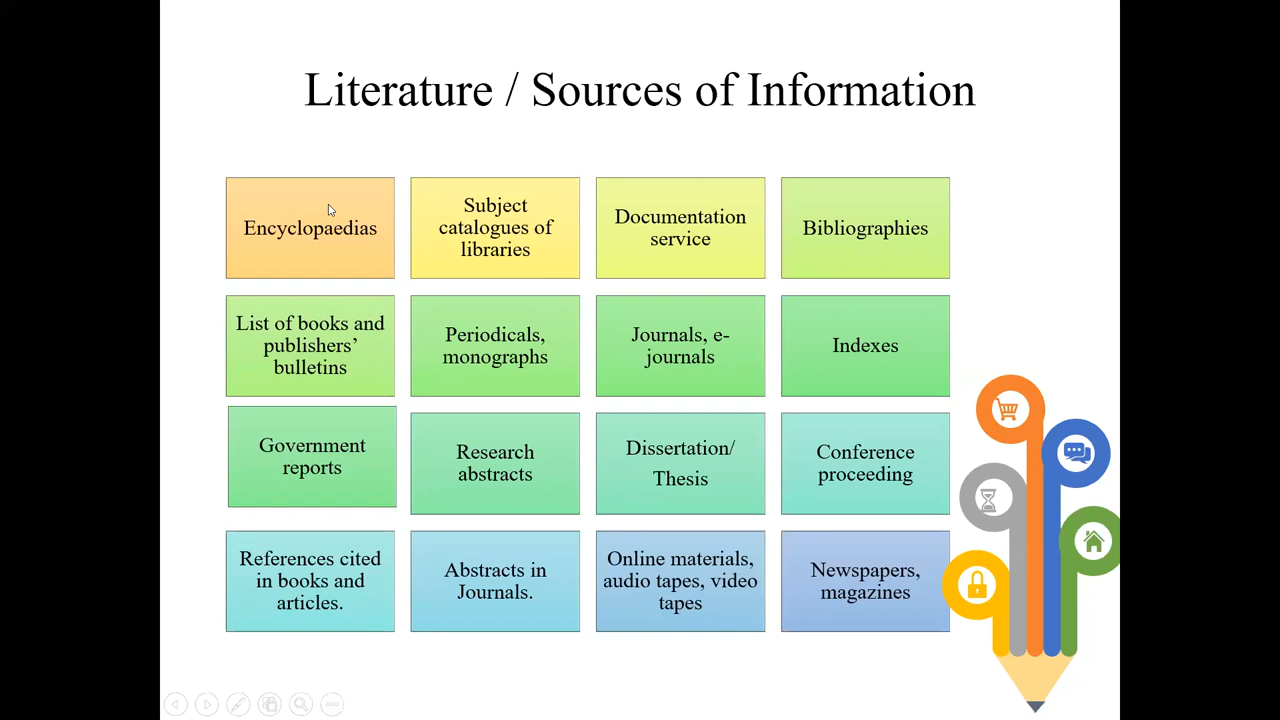 Literature / Sources of Information
Encyclopaedias
Subject
catalogues of
libraries
Documentation
service
Bibliographies
List of books and
publishers’
bulletins
Periodicals,
monographs
Journals, e-
journals
Indexes
Government
reports
Research
abstracts
Dissertation/
Thesis
Conference
proceeding
References cited
in books and
articles.
Abstracts in
Journals.
Online materials,
audio tapes, video
tapes
Newspapers,
magazines